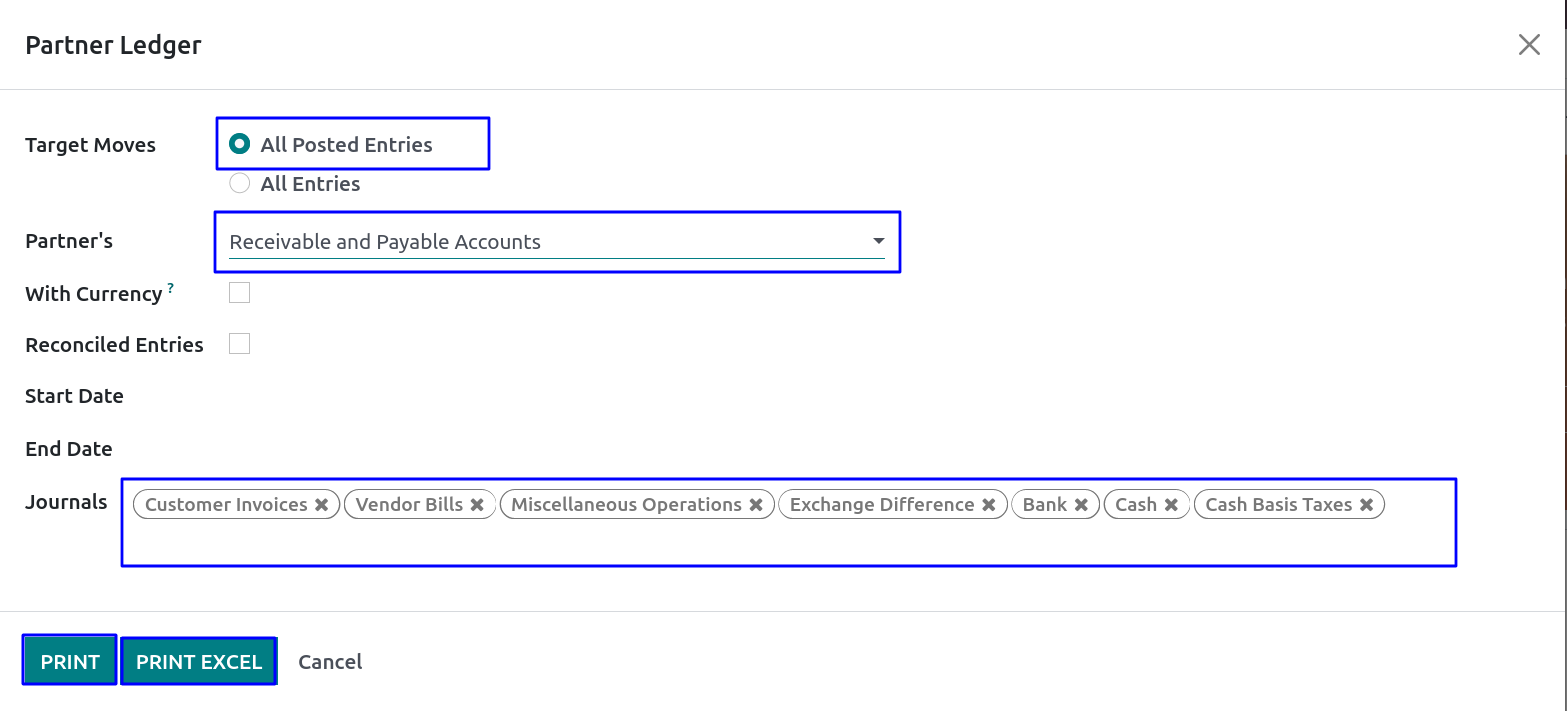 Partner Ledger
Target Moves
All Posted Entries
All Entries
Partner's
Receivable and Payable Accounts
With Currency ?
Reconciled Entries
Start Date
End Date
Journals
Customer Invoices ✖ Vendor Bills ✖ Miscellaneous Operations ✖ Exchange Difference ✖ Bank ✖ Cash ✖ Cash Basis Taxes ✖
PRINT PRINT EXCEL Cancel